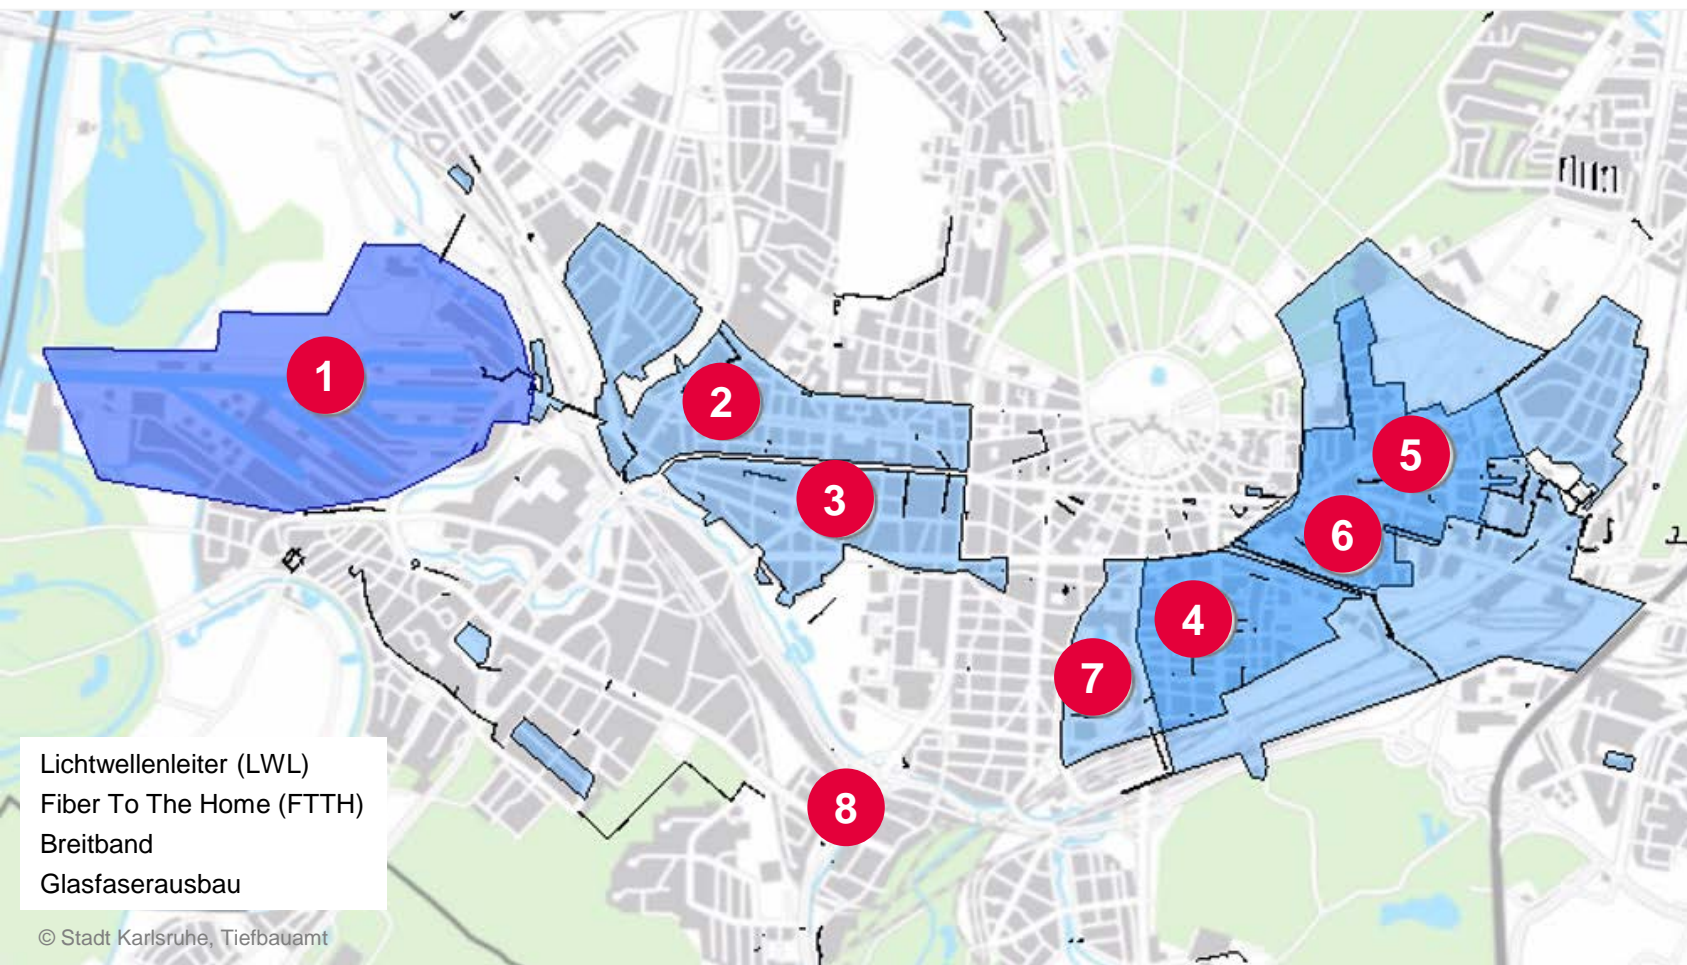 1
2
3
5
6
4
7
8
Lichtwellenleiter (LWL)
Fiber To The Home (FTTH)
Breitband
Glasfaserausbau
© Stadt Karlsruhe, Tiefbauamt